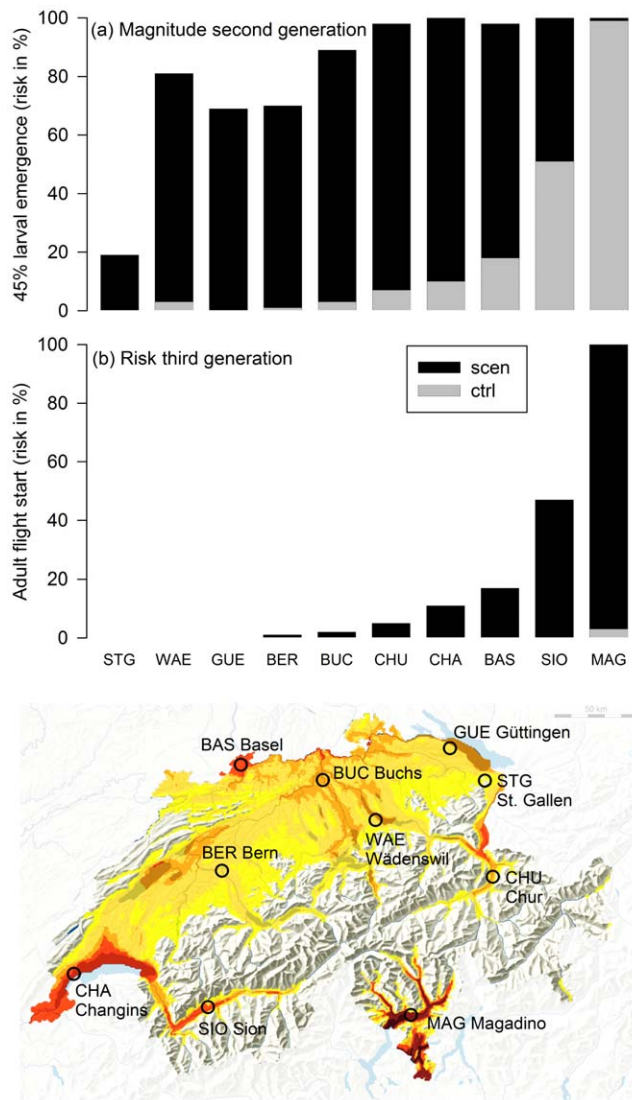 (a) Magnitude second generation
45% larval emergence (risk in %)
100
80
60
40
20
0
(b) Risk third generation
Adult flight start (risk in %)
100
80
60
40
20
0
scen
ctrl
STG WAE GUE BER BUC CHU CHA BAS SIO MAG
50 km
GUE Güttingen
BAS Basel
BUC Buchs
STG
St. Gallen
WAE
Wädenswil
BER Bern
CHU
Chur
CHA
Changins
SIO Sion
MAG Magadino